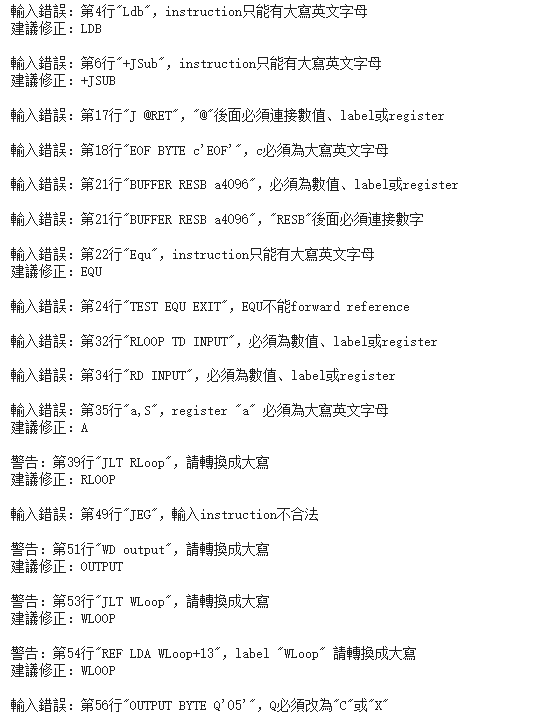 輸入錯誤：第4行"Ldb"，instruction只能有大寫英文字母
建議修正：LDB
輸入錯誤：第6行"+JSub"，instruction只能有大寫英文字母
建議修正：+JSUB
輸入錯誤：第17行"J @RET"，"@"後面必須連接數值、label或register
輸入錯誤：第18行"EOF BYTE c'EOF'"，c必須為大寫英文字母
輸入錯誤：第21行"BUFFER RESB a4096"，必須為數值、label或register
輸入錯誤：第21行"BUFFER RESB a4096"，"RESB"後面必須連接數字
輸入錯誤：第22行"Equ"，instruction只能有大寫英文字母
建議修正：EQU
輸入錯誤：第24行"TEST EQU EXIT"，EQU不能forward reference
輸入錯誤：第32行"RLOOP TD INPUT"，必須為數值、label或register
輸入錯誤：第34行"RD INPUT"，必須為數值、label或register
輸入錯誤：第35行"a,S"，register "a" 必須為大寫英文字母
建議修正：A
警告：第39行"JLT RLoop"，請轉換成大寫
建議修正：RLOOP
輸入錯誤：第49行"JEG"，輸入instruction不合法
警告：第51行"WD output"，請轉換成大寫
建議修正：OUTPUT
警告：第53行"JLT WLoop"，請轉換成大寫
建議修正：WLOOP
警告：第54行"REF LDA WLoop+13"，label "WLoop" 請轉換成大寫
建議修正：WLOOP
輸入錯誤：第56行"OUTPUT BYTE Q'05'"，Q必須改為"C"或"X"